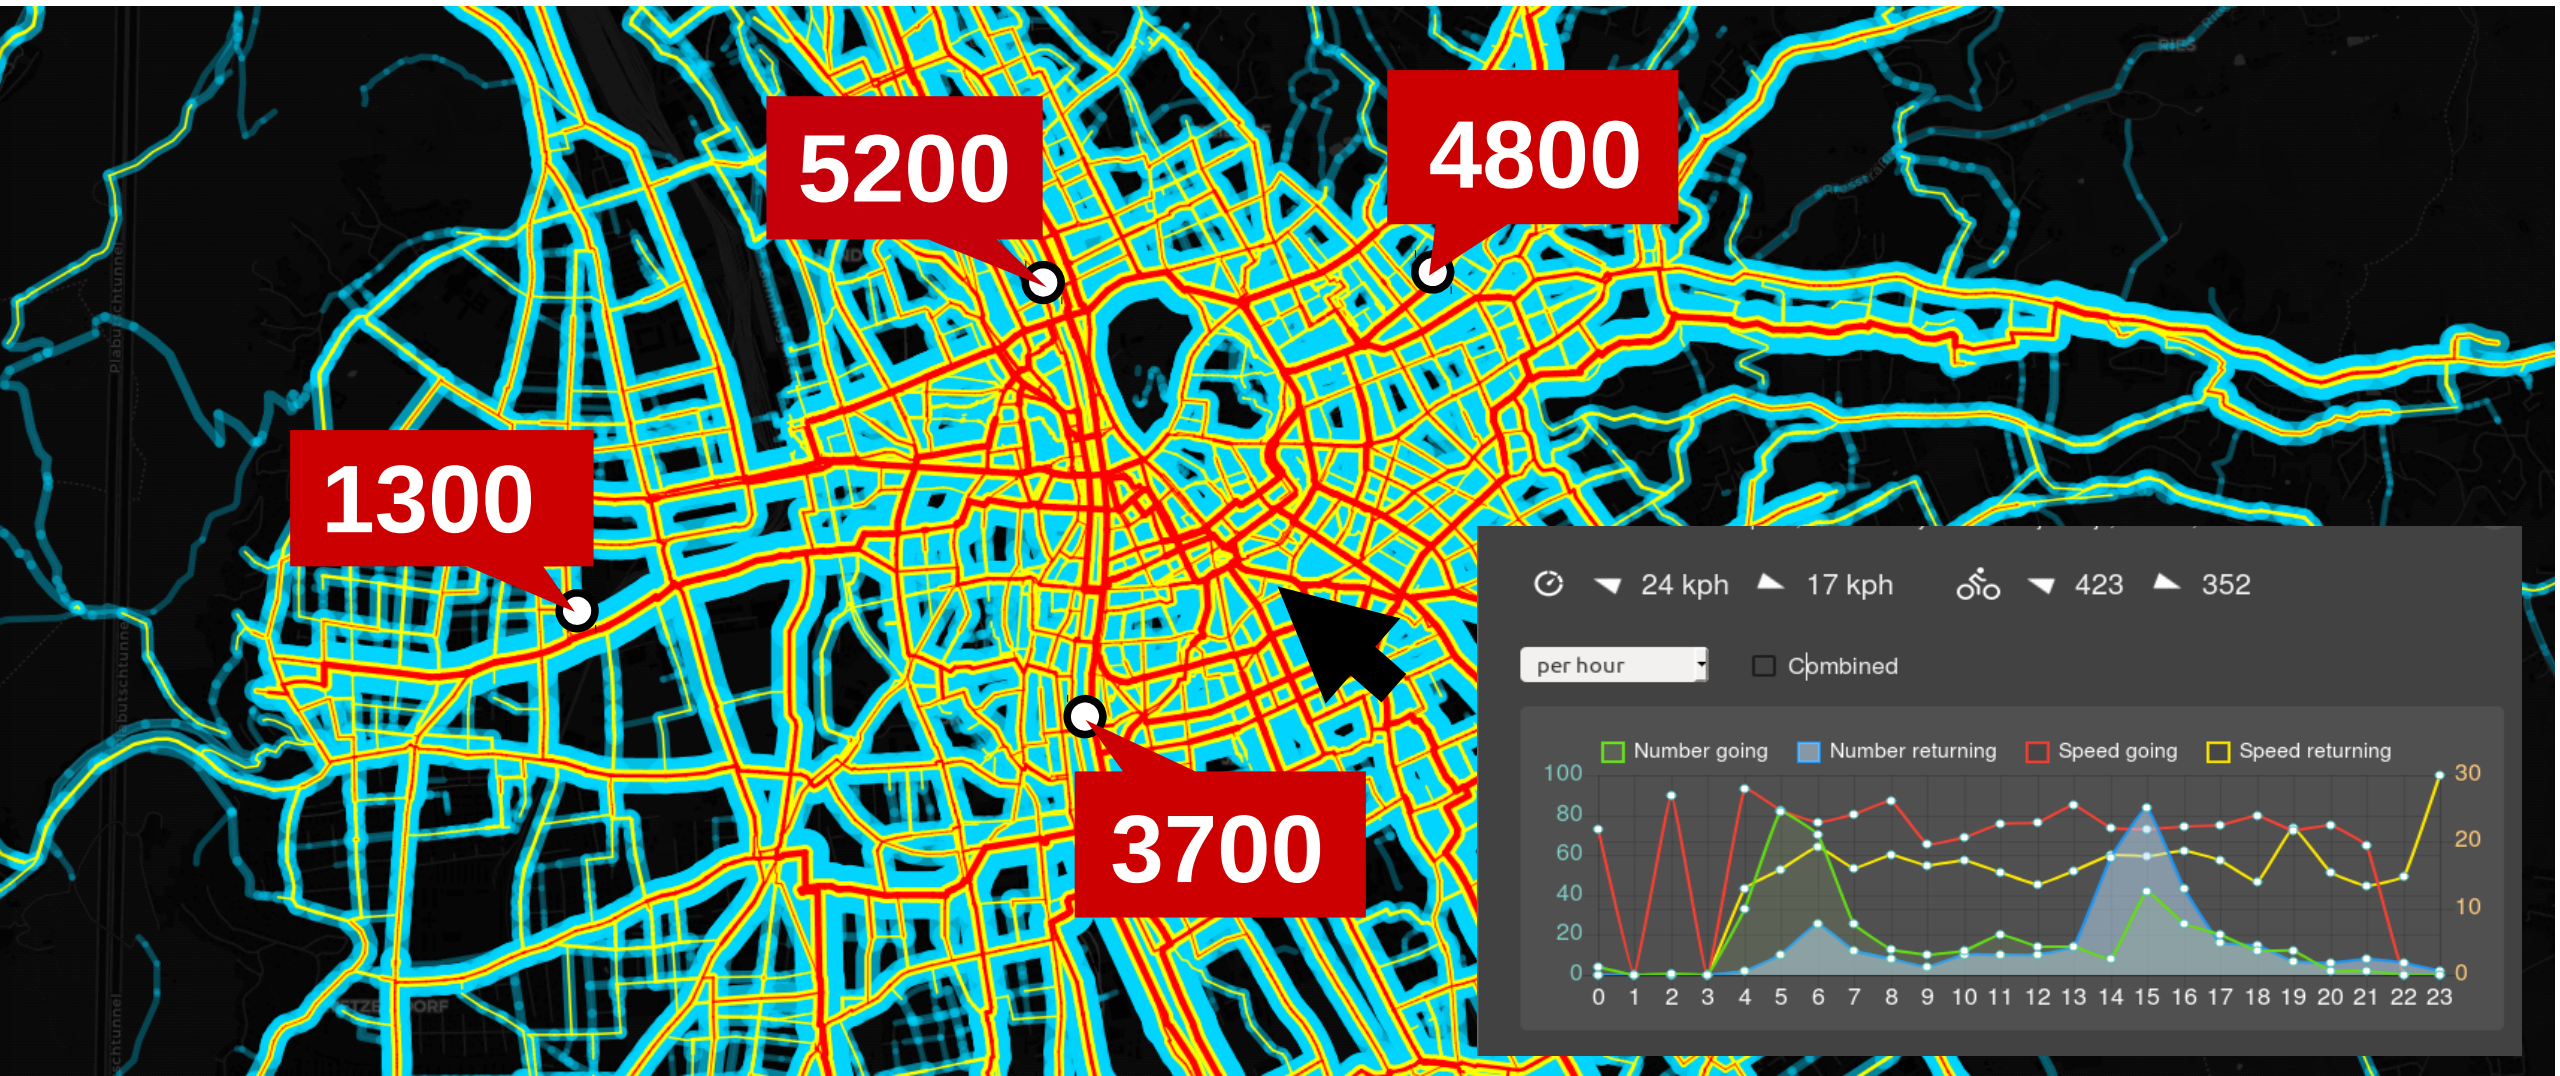 RIES
5200
4800
Plabutschtunnel
1300
24 kph 17 kph 423 352
per hour Combined
Number going Number returning Speed going Speed returning
100 30
80
20
60
40
10
20
0 0
0 1 2 3 4 5 6 7 8 9 10 11 12 13 14 15 16 17 18 19 20 21 22 23
3700